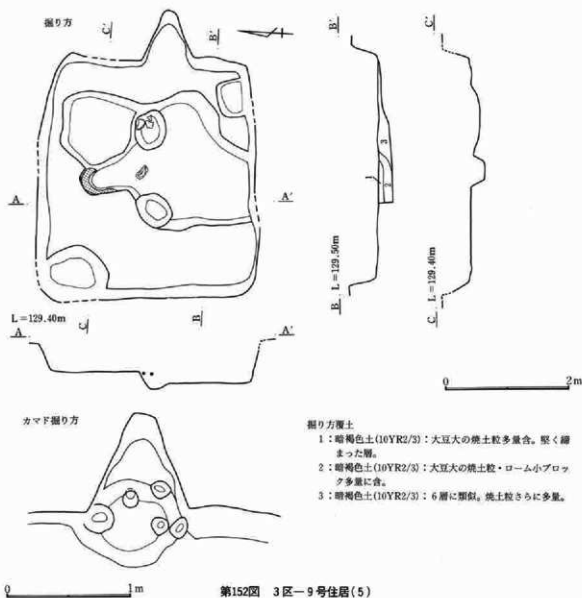 掘り方
C'
B'
B'
C'
A
A'
B L=129.50m
C L=129.40m
L=129.40m
C
B
A
A'
3
2
1
0 2m
カマド掘り方
掘り方覆土
1：暗褐色土(10YR2/3)：大豆大の焼土粒多量含。堅く締
まった層。
2：暗褐色土(10YR2/3)：大豆大の焼土粒・ローム小ブロッ
ク多量に含。
3：暗褐色土(10YR2/3)：6層に類似。焼土粒さらに多量。
0 1m
第152図 3区－9号住居(5)